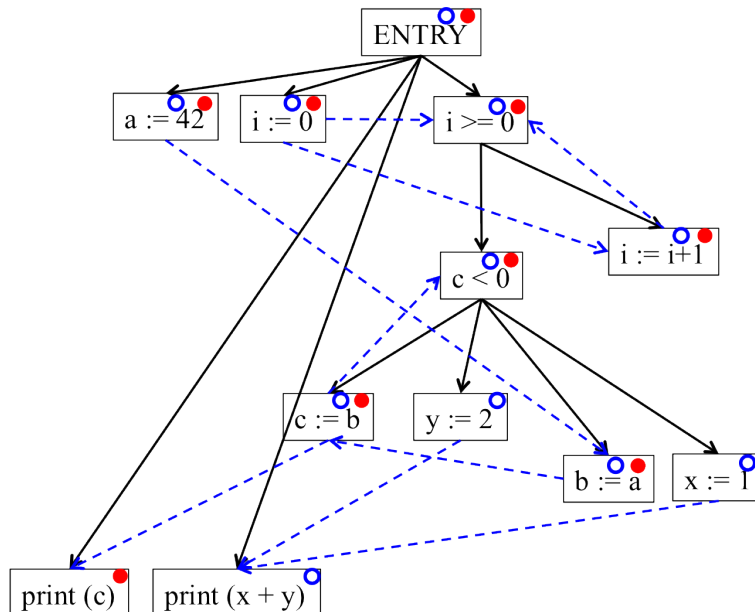 ENTRY
a := 42
i := 0
i >= 0
i := i+1
c < 0
c := b
y := 2
b := a
x := 1
print (c)
print (x + y)